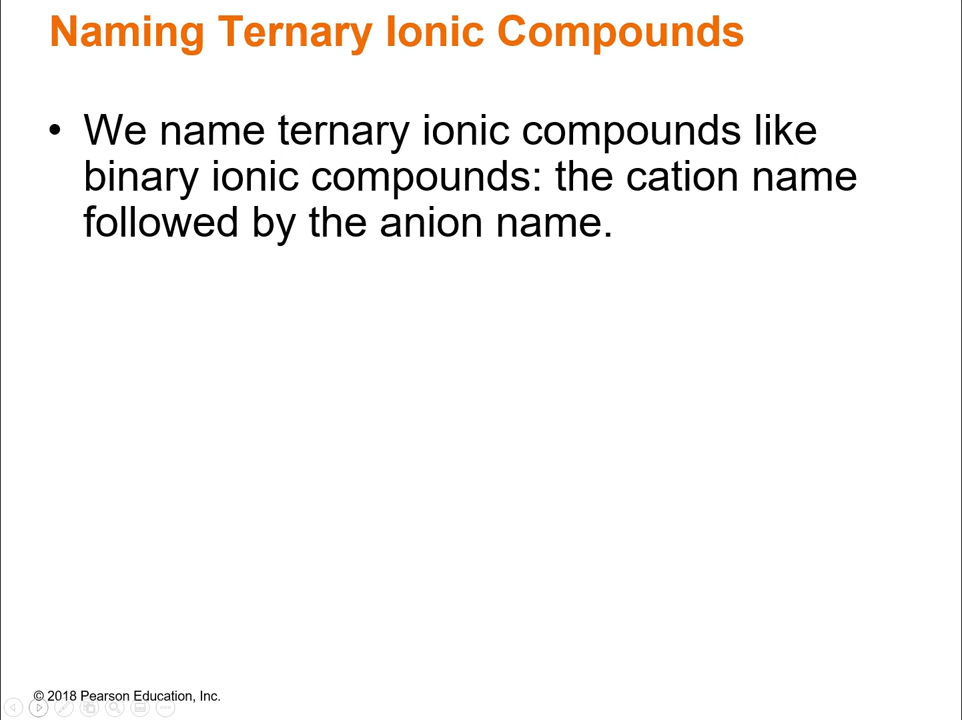 Naming Ternary Ionic Compounds
• We name ternary ionic compounds like
binary ionic compounds: the cation name
followed by the anion name.
© 2018 Pearson Education, Inc.